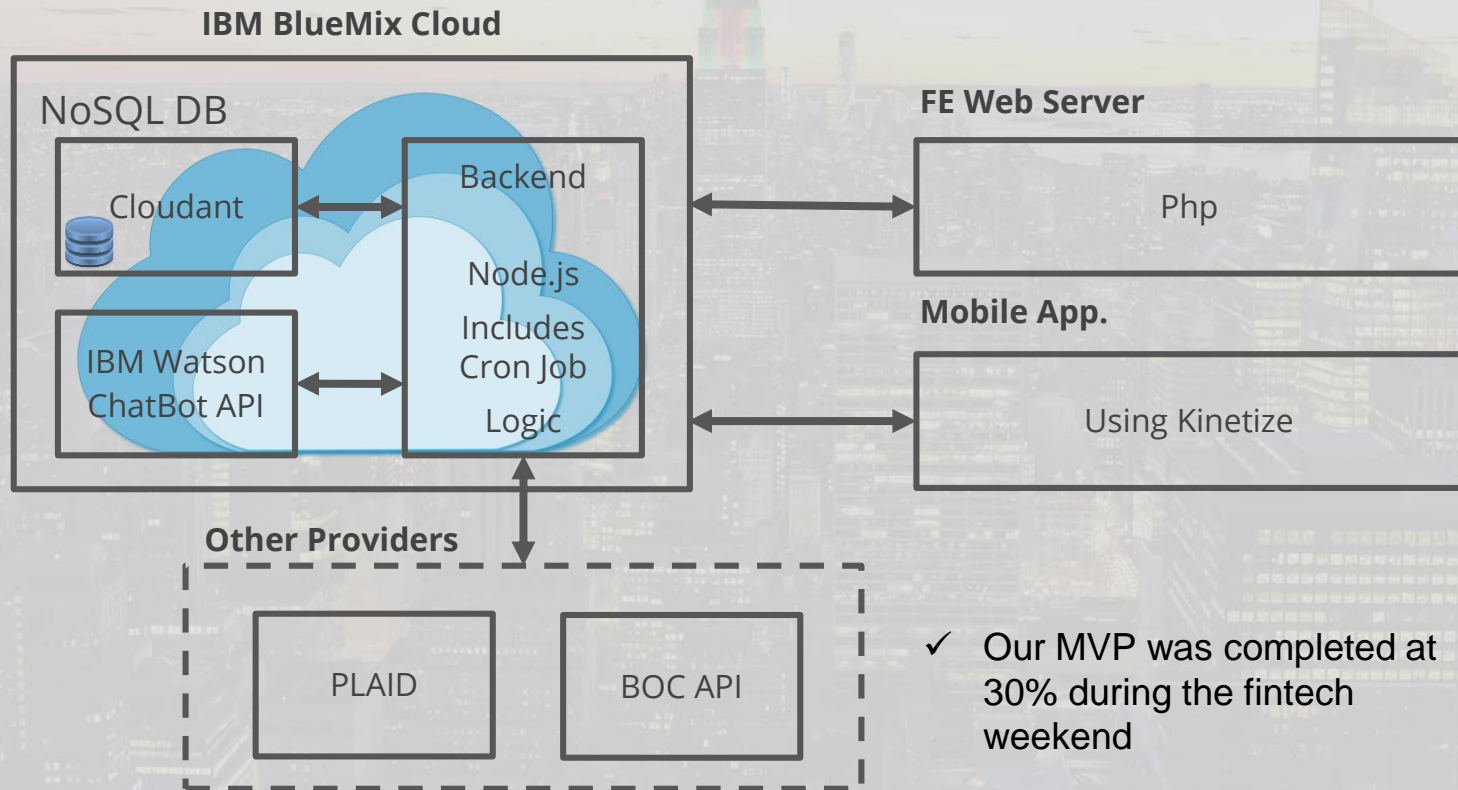 IBM BlueMix Cloud
NoSQL DB
Cloudant
IBM Watson
ChatBot API
Backend
Node.js
Includes
Cron Job
Logic
FE Web Server
Php
Mobile App.
Using Kinetize
Other Providers
PLAID
BOC API
✓ Our MVP was completed at
30% during the fintech
weekend